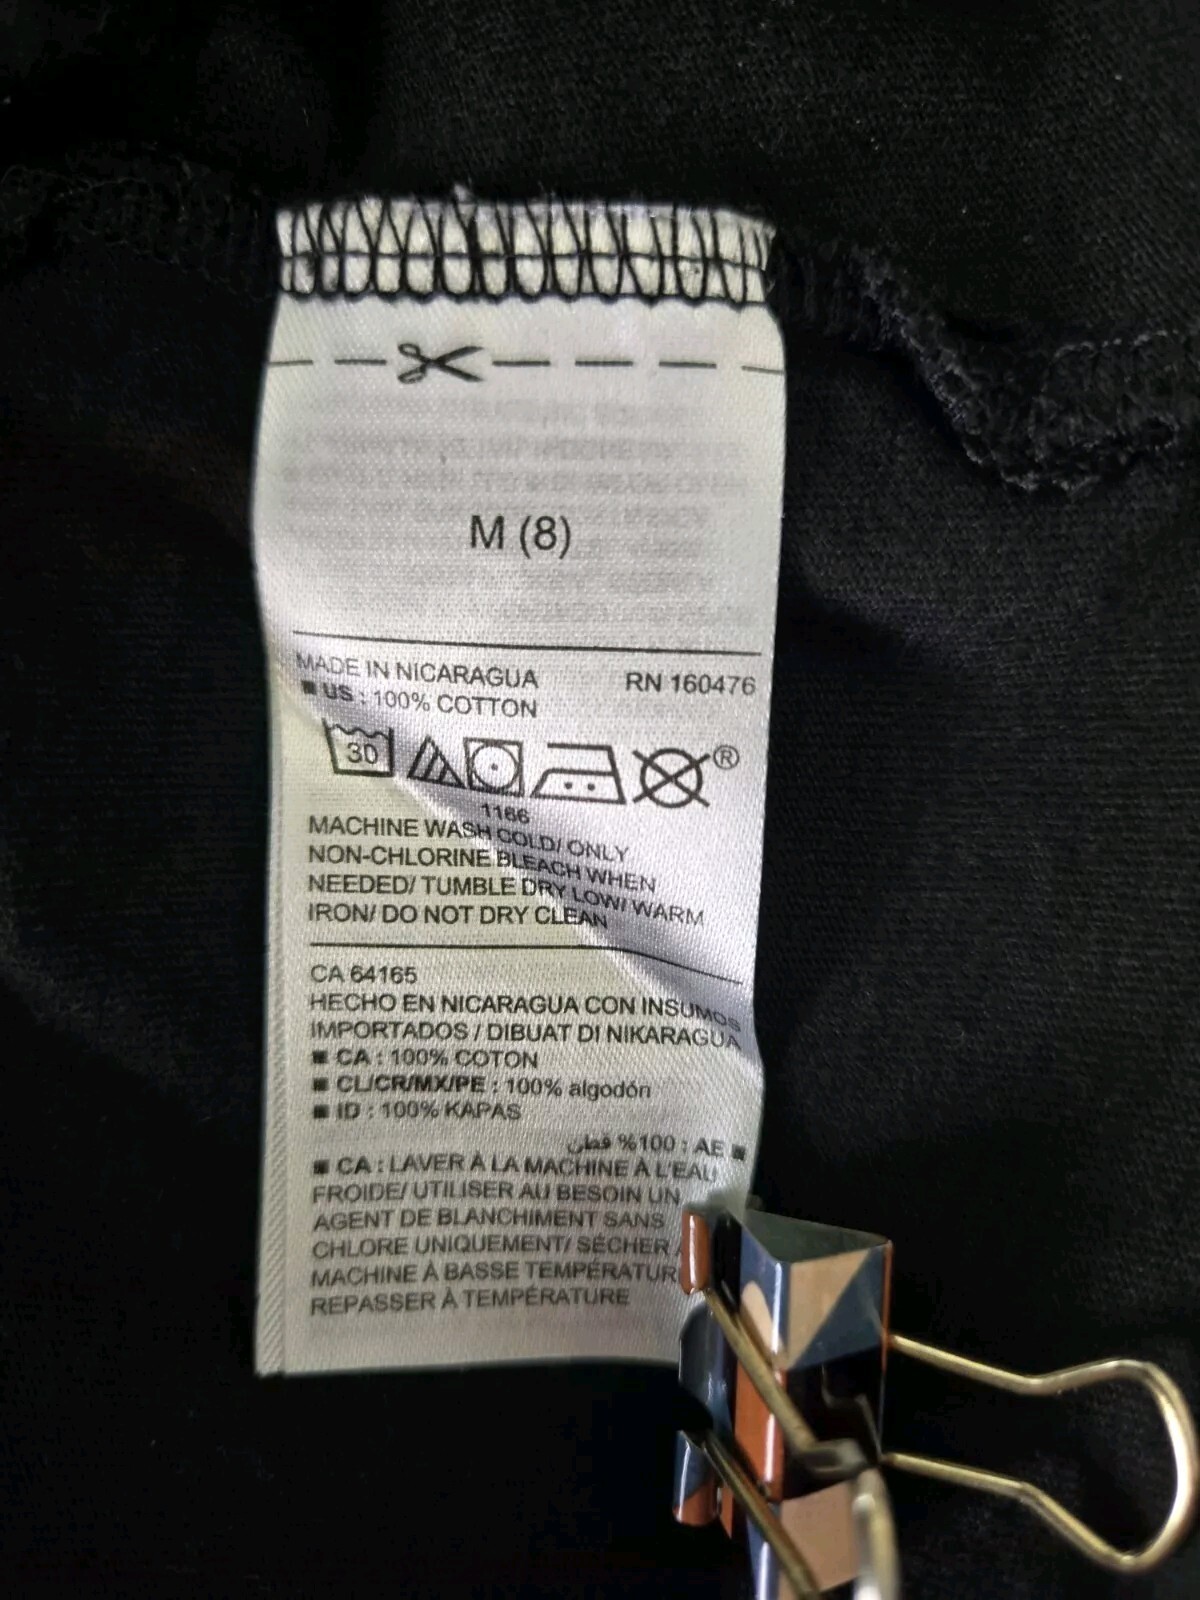 M (8)
MADE IN NICARAGUA RN 160476
■ US : 100% COTTON
30
®
1166
MACHINE WASH COLD/ ONLY
NON-CHLORINE BLEACH WHEN
NEEDED/ TUMBLE DRY LOW/ WARM
IRON/ DO NOT DRY CLEAN
CA 64165
HECHO EN NICARAGUA CON INSUMOS
IMPORTADOS / DIBUAT DI NIKARAGUA
■ CA : 100% COTON
■ CL/CR/MX/PE : 100% algodón
■ ID : 100% KAPAS
■ AE : 100% قطن
■ CA : LAVER À LA MACHINE À L'EAU
FROIDE/ UTILISER AU BESOIN UN
AGENT DE BLANCHIMENT SANS
CHLORE UNIQUEMENT/ SÉCHER
MACHINE À BASSE TEMPÉRATUR
REPASSER À TEMPÉRATURE